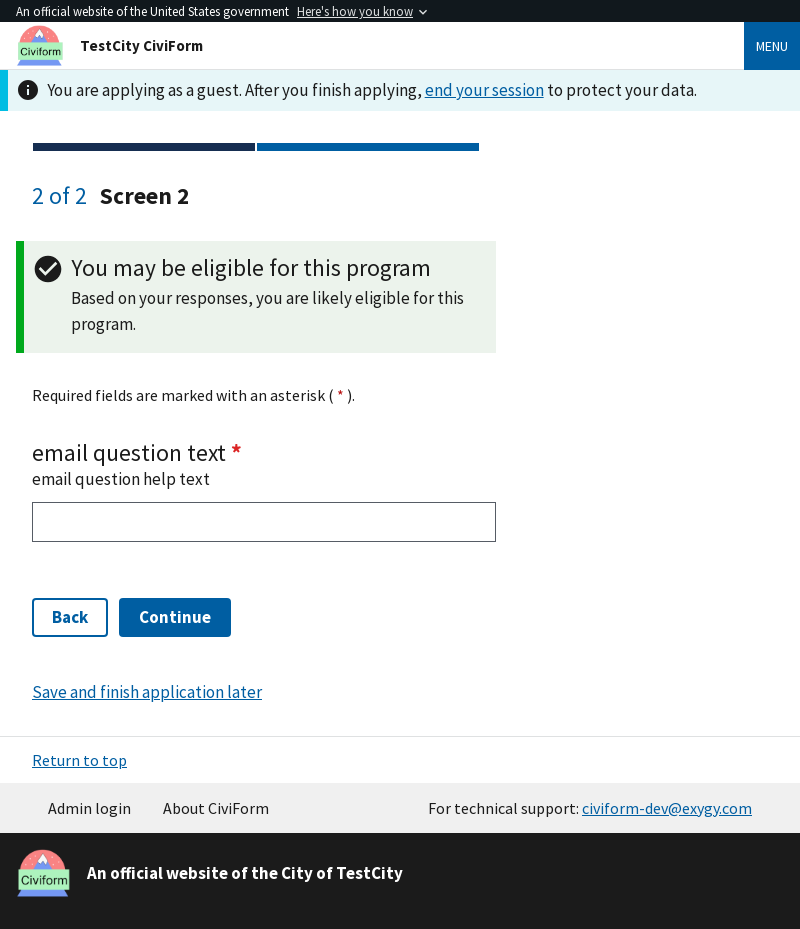 An official website of the United States government Here's how you know
Civiform
TestCity CiviForm
MENU
You are applying as a guest. After you finish applying, end your session to protect your data.
2 of 2 Screen 2
You may be eligible for this program
Based on your responses, you are likely eligible for this
program.
Required fields are marked with an asterisk ( * ).
email question text *
email question help text
Back
Continue
Save and finish application later
Return to top
Admin login
About CiviForm
For technical support: civiform-dev@exygy.com
Civiform
An official website of the City of TestCity